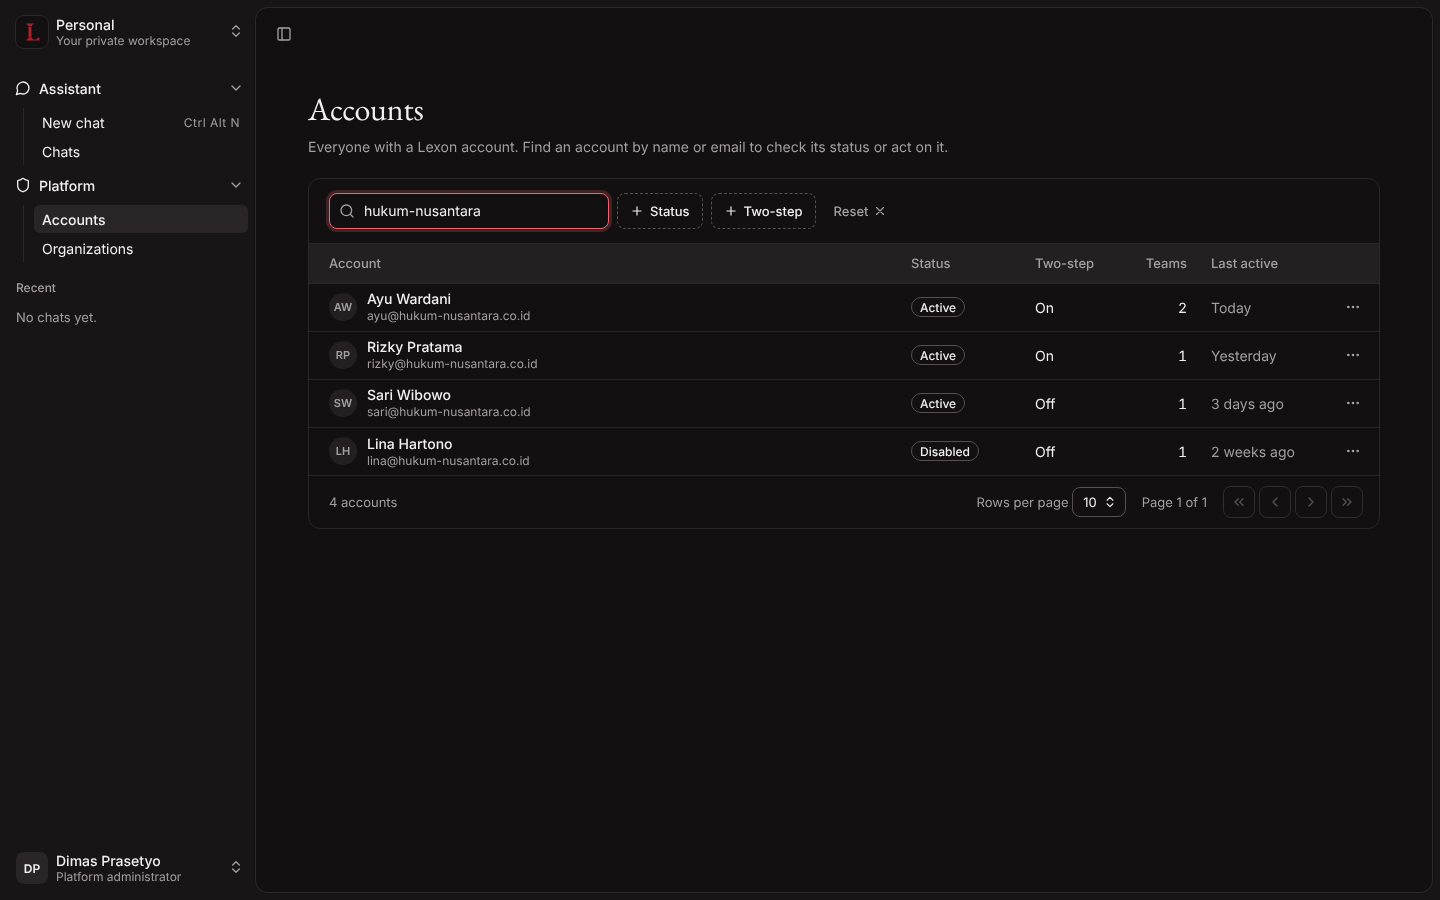 L
Personal
Your private workspace
Assistant
New chat Ctrl Alt N
Chats
Platform
Accounts
Organizations
Recent
No chats yet.
DP
Dimas Prasetyo
Platform administrator
Accounts
Everyone with a Lexon account. Find an account by name or email to check its status or act on it.
hukum-nusantara + Status + Two-step Reset ×
Account Status Two-step Teams Last active
AW Ayu Wardani Active On 2 Today ...
ayu@hukum-nusantara.co.id
RP Rizky Pratama Active On 1 Yesterday ...
rizky@hukum-nusantara.co.id
SW Sari Wibowo Active Off 1 3 days ago ...
sari@hukum-nusantara.co.id
LH Lina Hartono Disabled Off 1 2 weeks ago ...
lina@hukum-nusantara.co.id
4 accounts Rows per page 10 Page 1 of 1